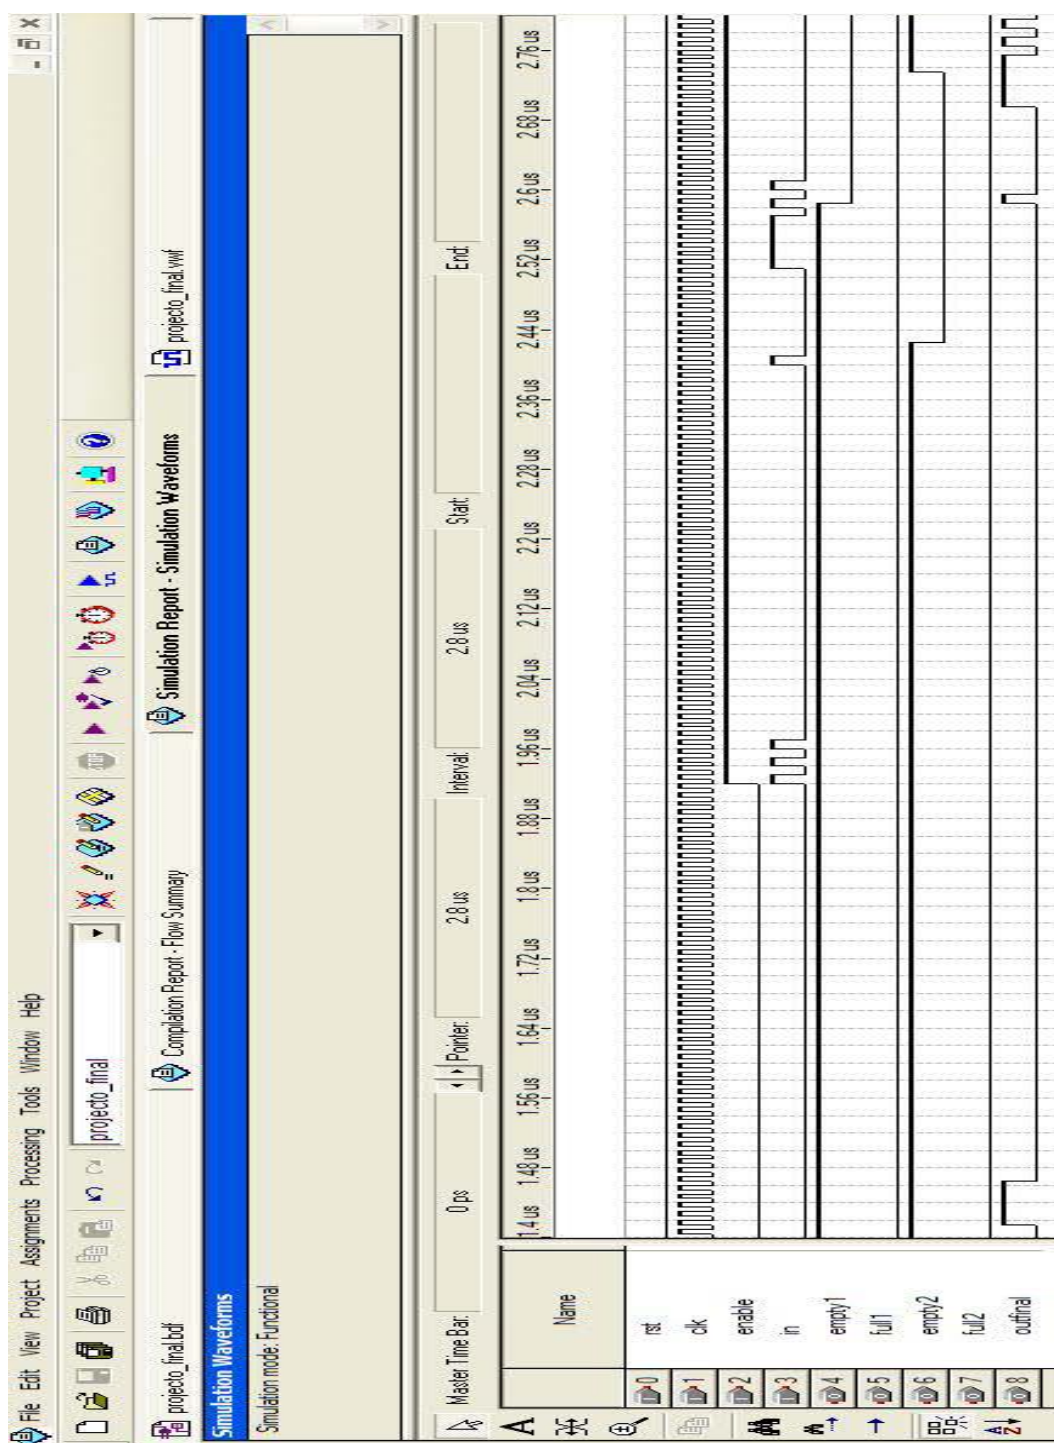 File Edit View Project Assignments Processing Tools Window Help
projecto_final
STOP
projecto_final.bdf
Compilation Report - Flow Summary
Simulation Report - Simulation Waveforms
projecto_final.vwf
Simulation Waveforms
Simulation mode: Functional
Master Time Bar: 0 ps Pointer: 2.8 us Interval: 2.8 us Start: End:
Name
1.4 us 1.48 us 1.56 us 1.64 us 1.72 us 1.8 us 1.88 us 1.96 us 2.04 us 2.12 us 2.2 us 2.28 us 2.36 us 2.44 us 2.52 us 2.6 us 2.68 us 2.76 us
0 rst
1 clk
2 enable
3 in
4 empty1
5 full1
6 empty2
7 full2
8 outfinal